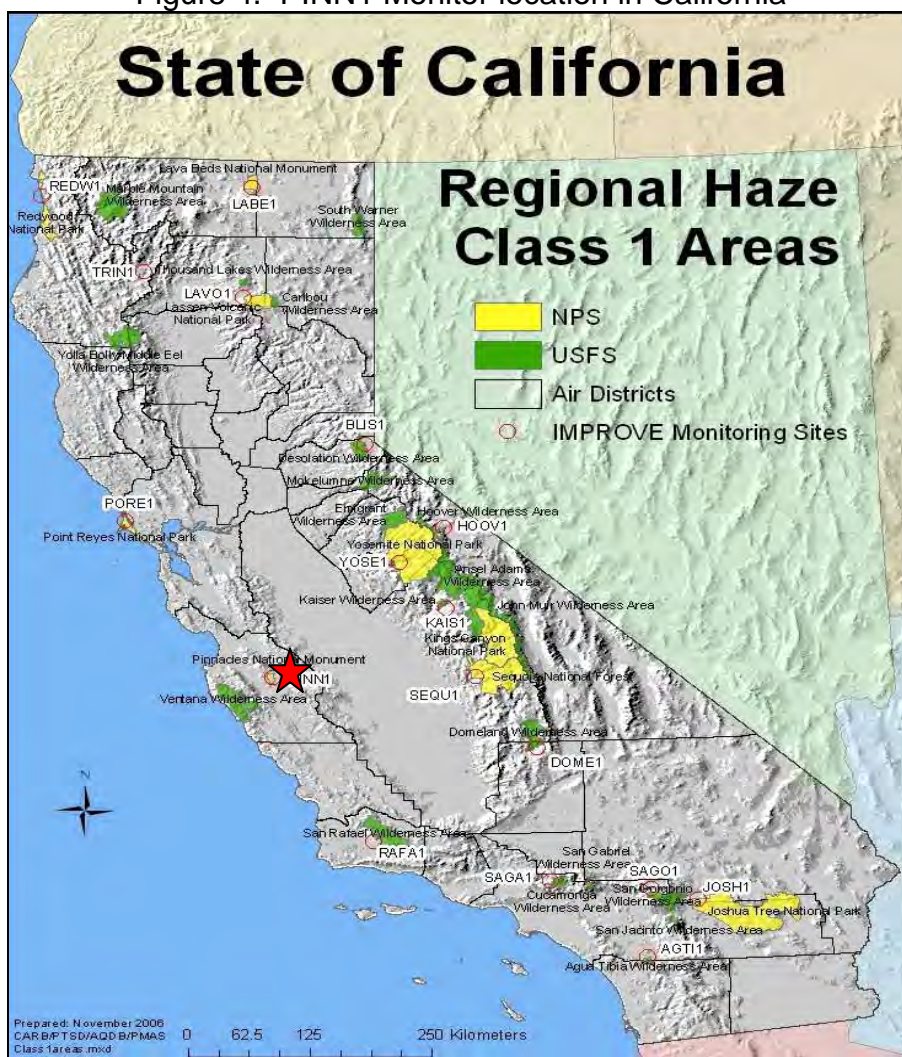 Figure 4. PINN1 Monitor location in California
State of California
Regional Haze
Class 1 Areas
NPS
USFS
Air Districts
IMPROVE Monitoring Sites
Lava Beds National Monument
REDW1
Marble Mountain
Wilderness Area
LABE1
South Warner
Wilderness Area
Redwood
National Park
TRIN1
Thousand Lakes Wilderness Area
LAVO1
Lassen Volcanic
National Park
Caribou
Wilderness Area
Yolla Bolly Middle Eel
Wilderness Area
BLIS1
Desolation Wilderness Area
Mokelumne Wilderness Area
PORE1
Point Reyes National Park
Emigrant
Wilderness Area
Hoover Wilderness Area
HOOV1
Yosemite National Park
YOSE1
Ansel Adams
Wilderness Area
Kaiser Wilderness Area
John Muir Wilderness Area
KAIS1
Kings Canyon
National Park
Pinnacles National Monument
NN1
Sequoia National Forest
SEQU1
Ventana Wilderness Area
Domeland Wilderness Area
DOME1
N
San Rafael Wilderness Area
RAFA1
San Gabriel
Wilderness Area
SAGA1
SAGO1
Cucamonga
Wilderness Area
San Gorgonio
Wilderness Area
JOSH1
Joshua Tree National Park
San Jacinto Wilderness Area
AGTI1
Agua Tibia Wilderness Area
Prepared: November 2006
CARB/PTSD/AQDB/PMAS
Class1areas.mxd
0 62.5 125 250 Kilometers